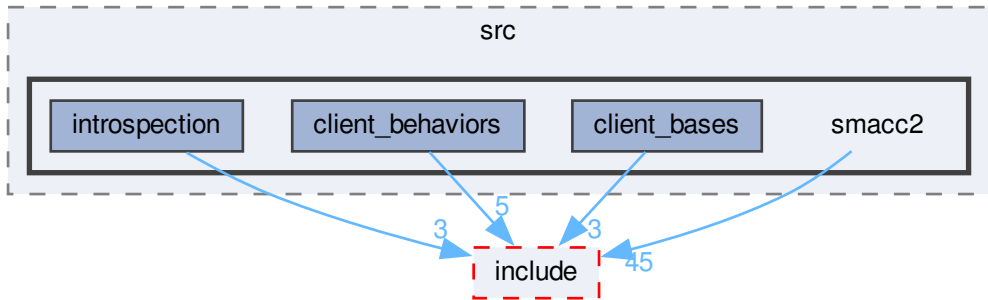 src
introspection
client_behaviors
client_bases
smacc2
3
5
3
45
include